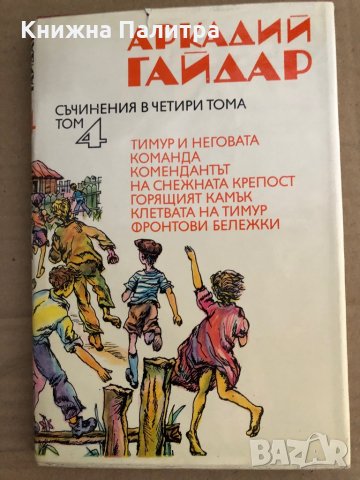 Книжна Палитра
АРКАДИЙ
ГАЙДАР
СЪЧИНЕНИЯ В ЧЕТИРИ ТОМА
ТОМ 4
ТИМУР И НЕГОВАТА
КОМАНДА
КОМЕНДАНТЪТ
НА СНЕЖНАТА КРЕПОСТ
ГОРЯЩИЯТ КАМЪК
КЛЕТВАТА НА ТИМУР
ФРОНТОВИ БЕЛЕЖКИ
BAZAR